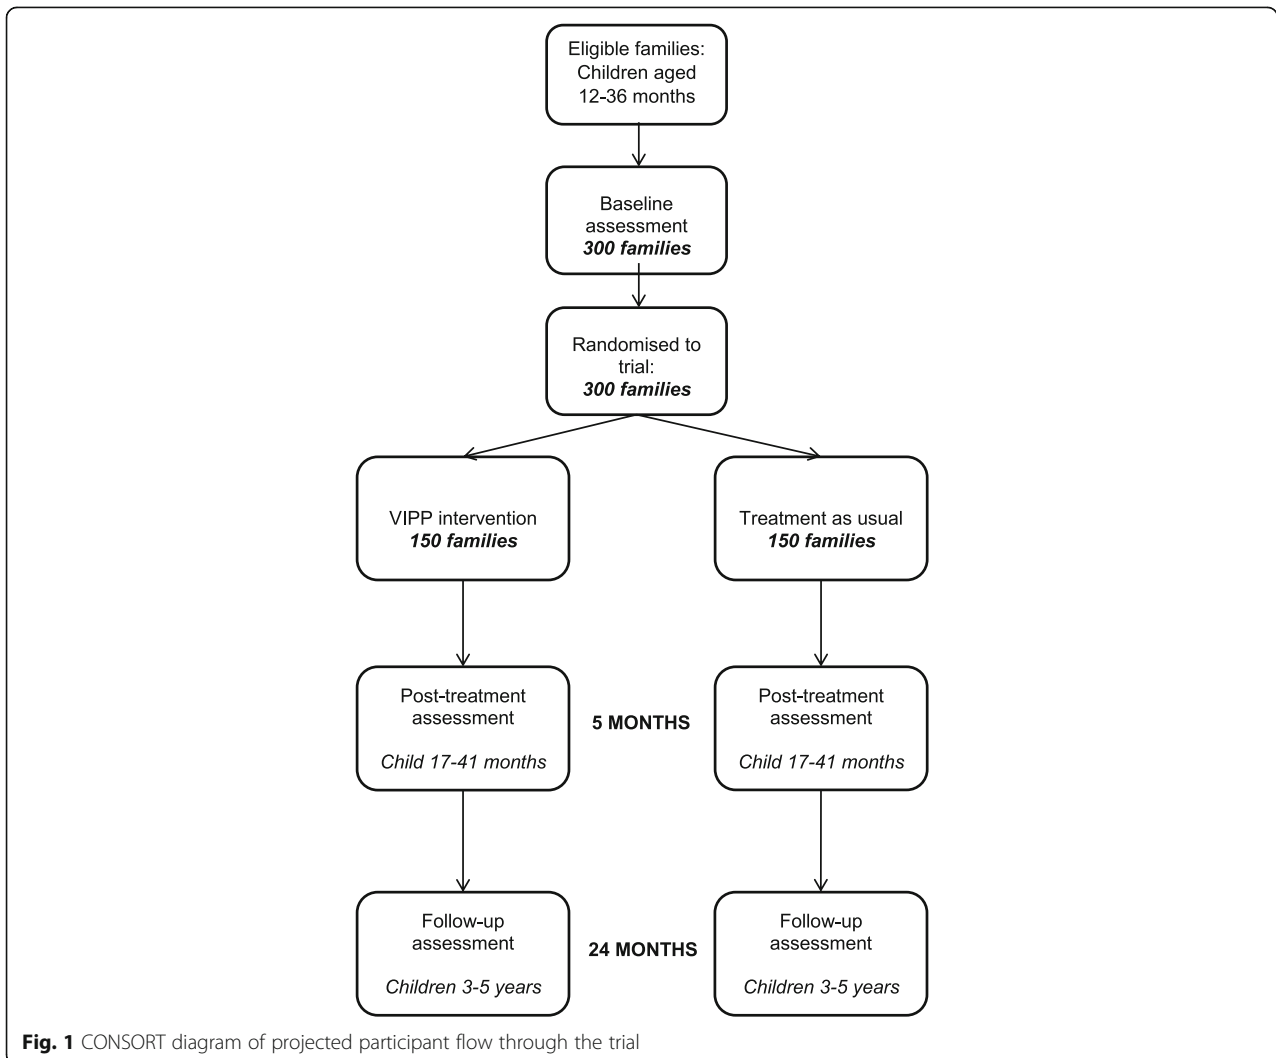 Eligible families:
Children aged
12-36 months
Baseline
assessment
300 families
Randomised to
trial:
300 families
VIPP intervention
150 families
Treatment as usual
150 families
Post-treatment
assessment
Child 17-41 months
5 MONTHS
Post-treatment
assessment
Child 17-41 months
Follow-up
assessment
Children 3-5 years
24 MONTHS
Follow-up
assessment
Children 3-5 years
Fig. 1 CONSORT diagram of projected participant flow through the trial